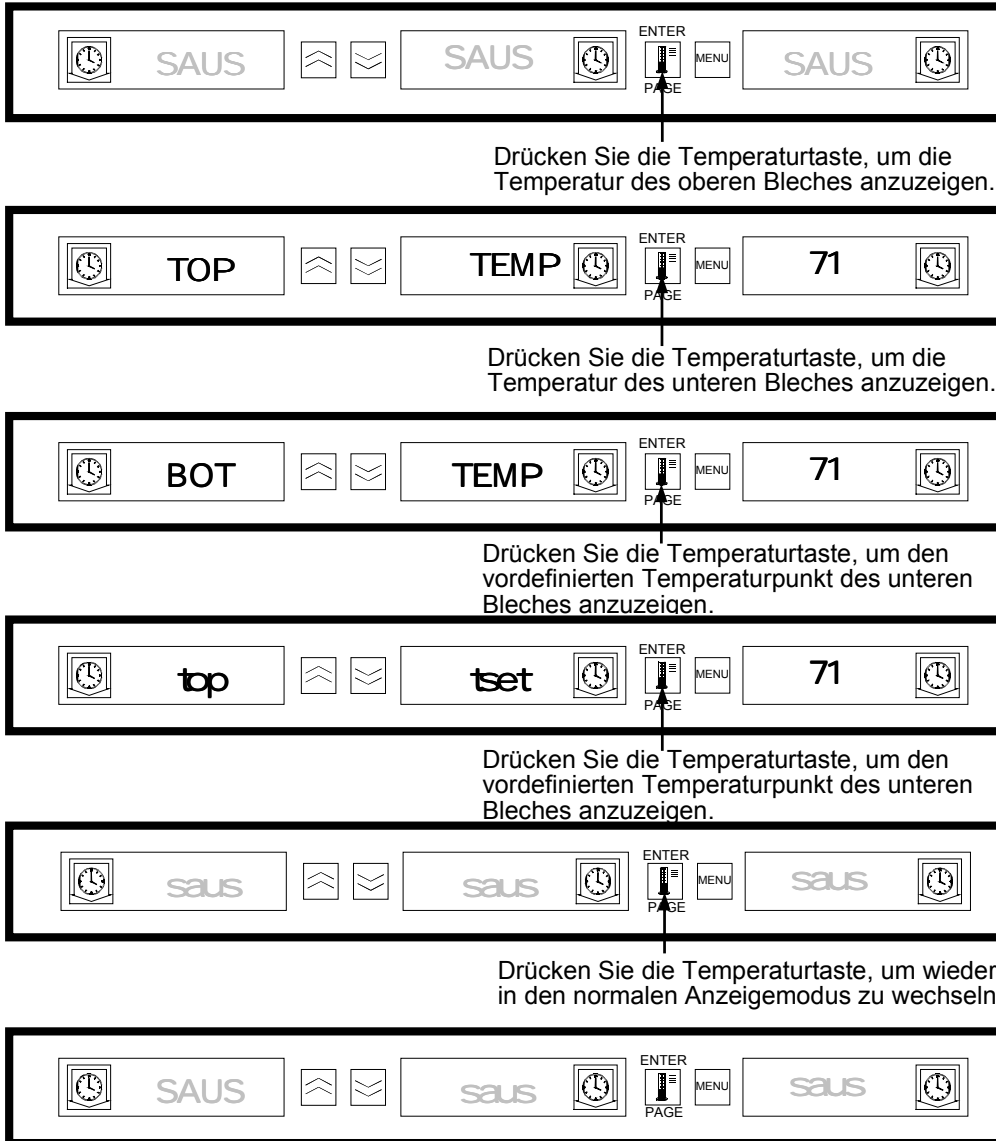 ENTER
SAUS SAUS MENU SAUS
PAGE
Drücken Sie die Temperaturtaste, um die
Temperatur des oberen Bleches anzuzeigen.
ENTER
TOP TEMP MENU 71
PAGE
Drücken Sie die Temperaturtaste, um die
Temperatur des unteren Bleches anzuzeigen.
ENTER
BOT TEMP MENU 71
PAGE
Drücken Sie die Temperaturtaste, um den
vordefinierten Temperaturpunkt des unteren
Bleches anzuzeigen.
ENTER
top tset MENU 71
PAGE
Drücken Sie die Temperaturtaste, um den
vordefinierten Temperaturpunkt des unteren
Bleches anzuzeigen.
ENTER
saus saus MENU saus
PAGE
Drücken Sie die Temperaturtaste, um wieder
in den normalen Anzeigemodus zu wechseln
ENTER
SAUS saus MENU saus
PAGE